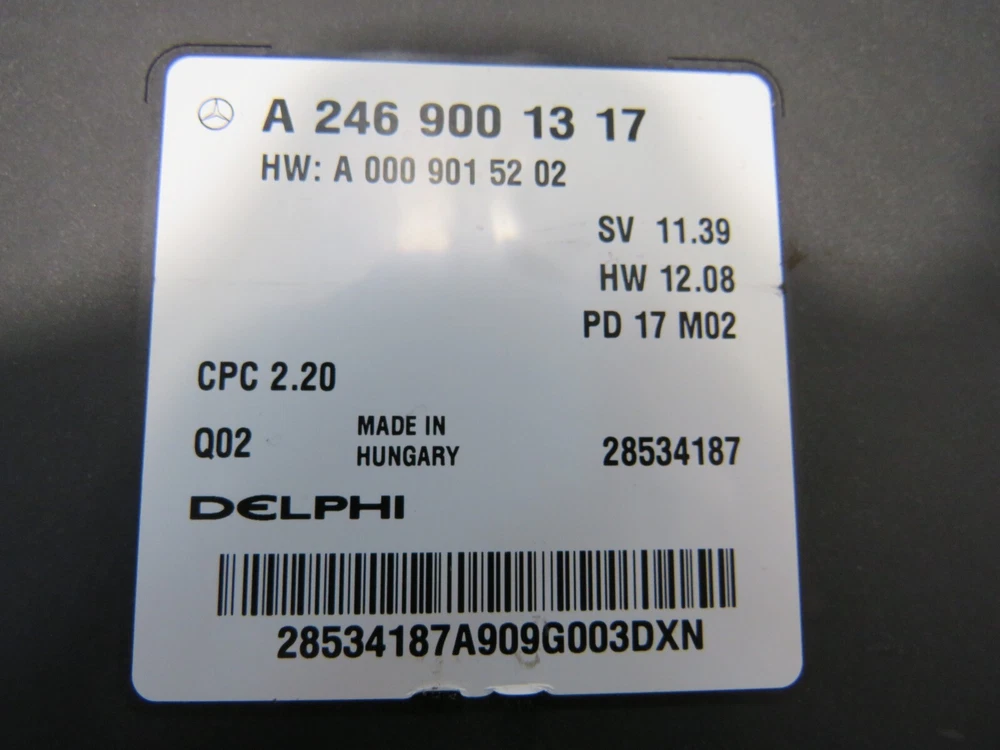 A 246 900 13 17
HW: A 000 901 52 02
SV 11.39
HW 12.08
PD 17 M02
CPC 2.20
Q02
MADE IN
HUNGARY
28534187
DELPHI
28534187A909G003DXN